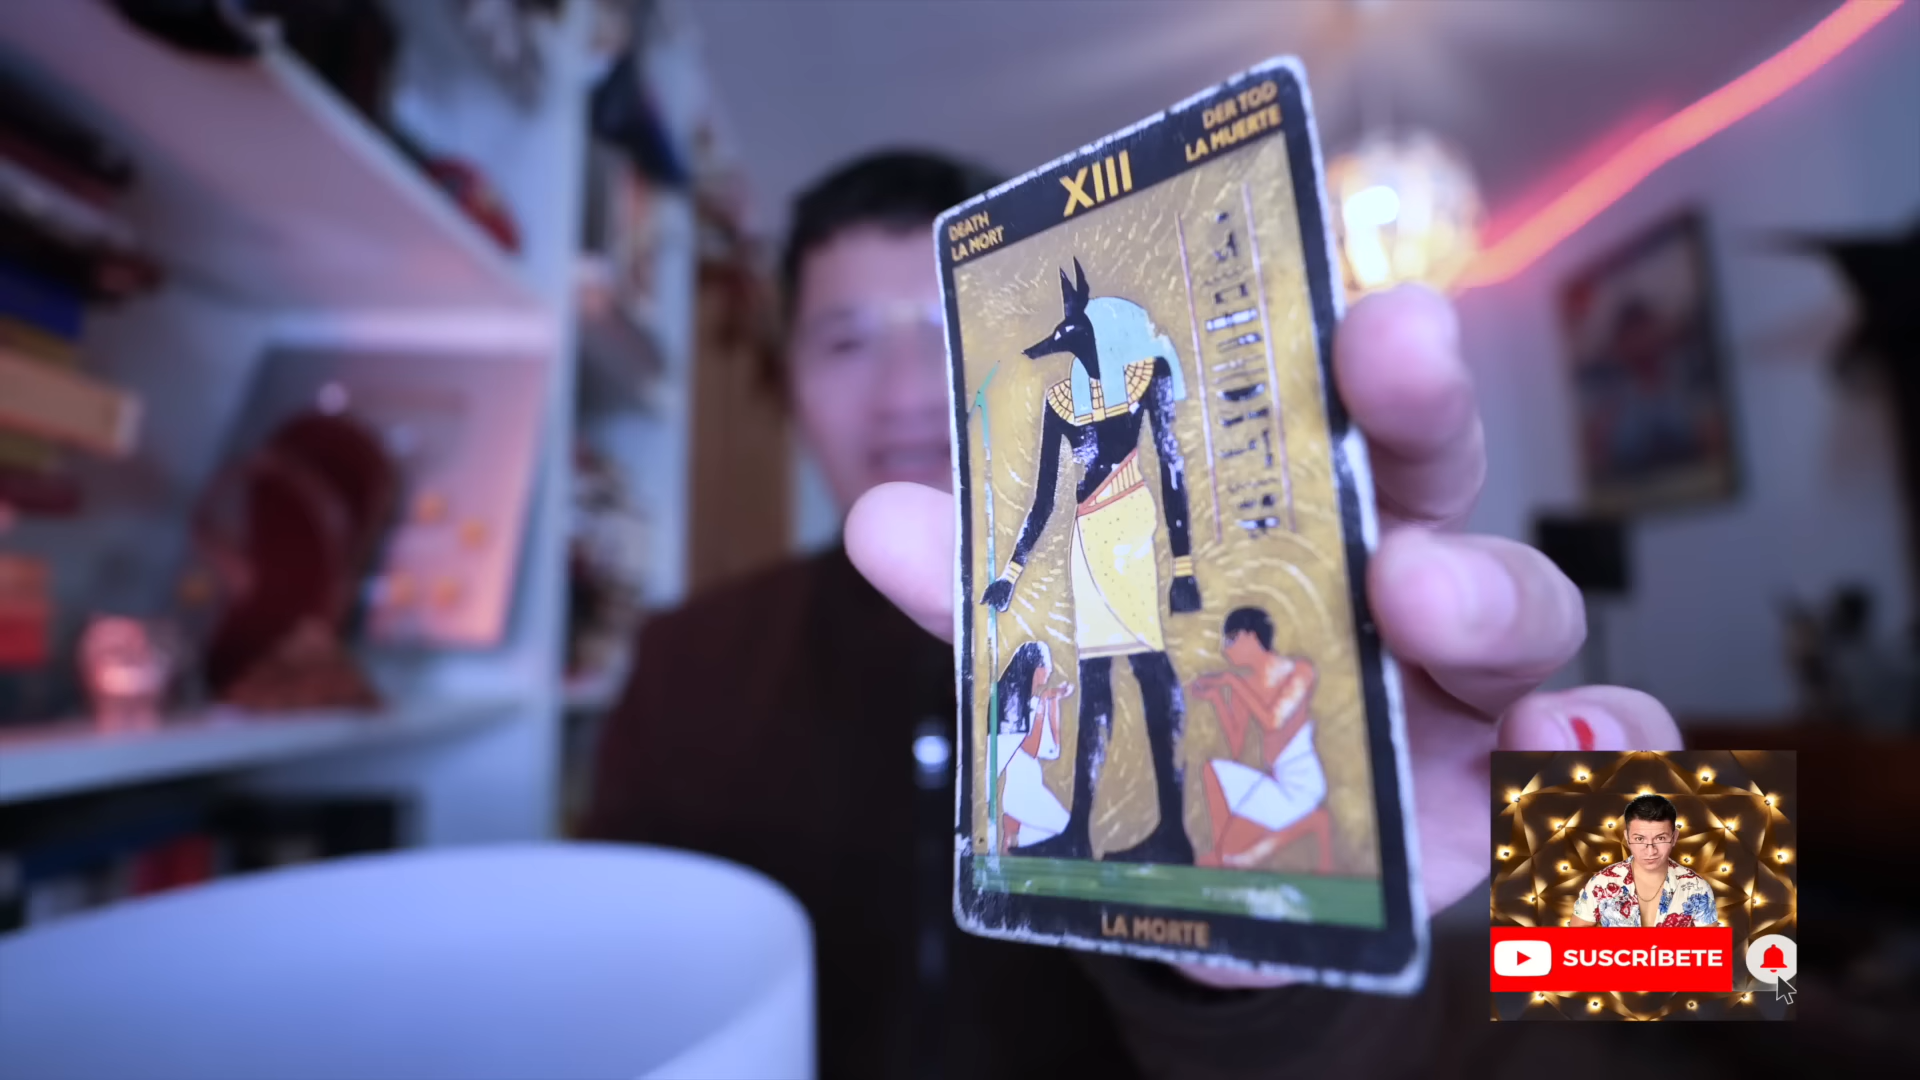 DER TOD
LA MUERTE
XIII
DEATH
LA MORT
LA MORTE
SUSCRÍBETE